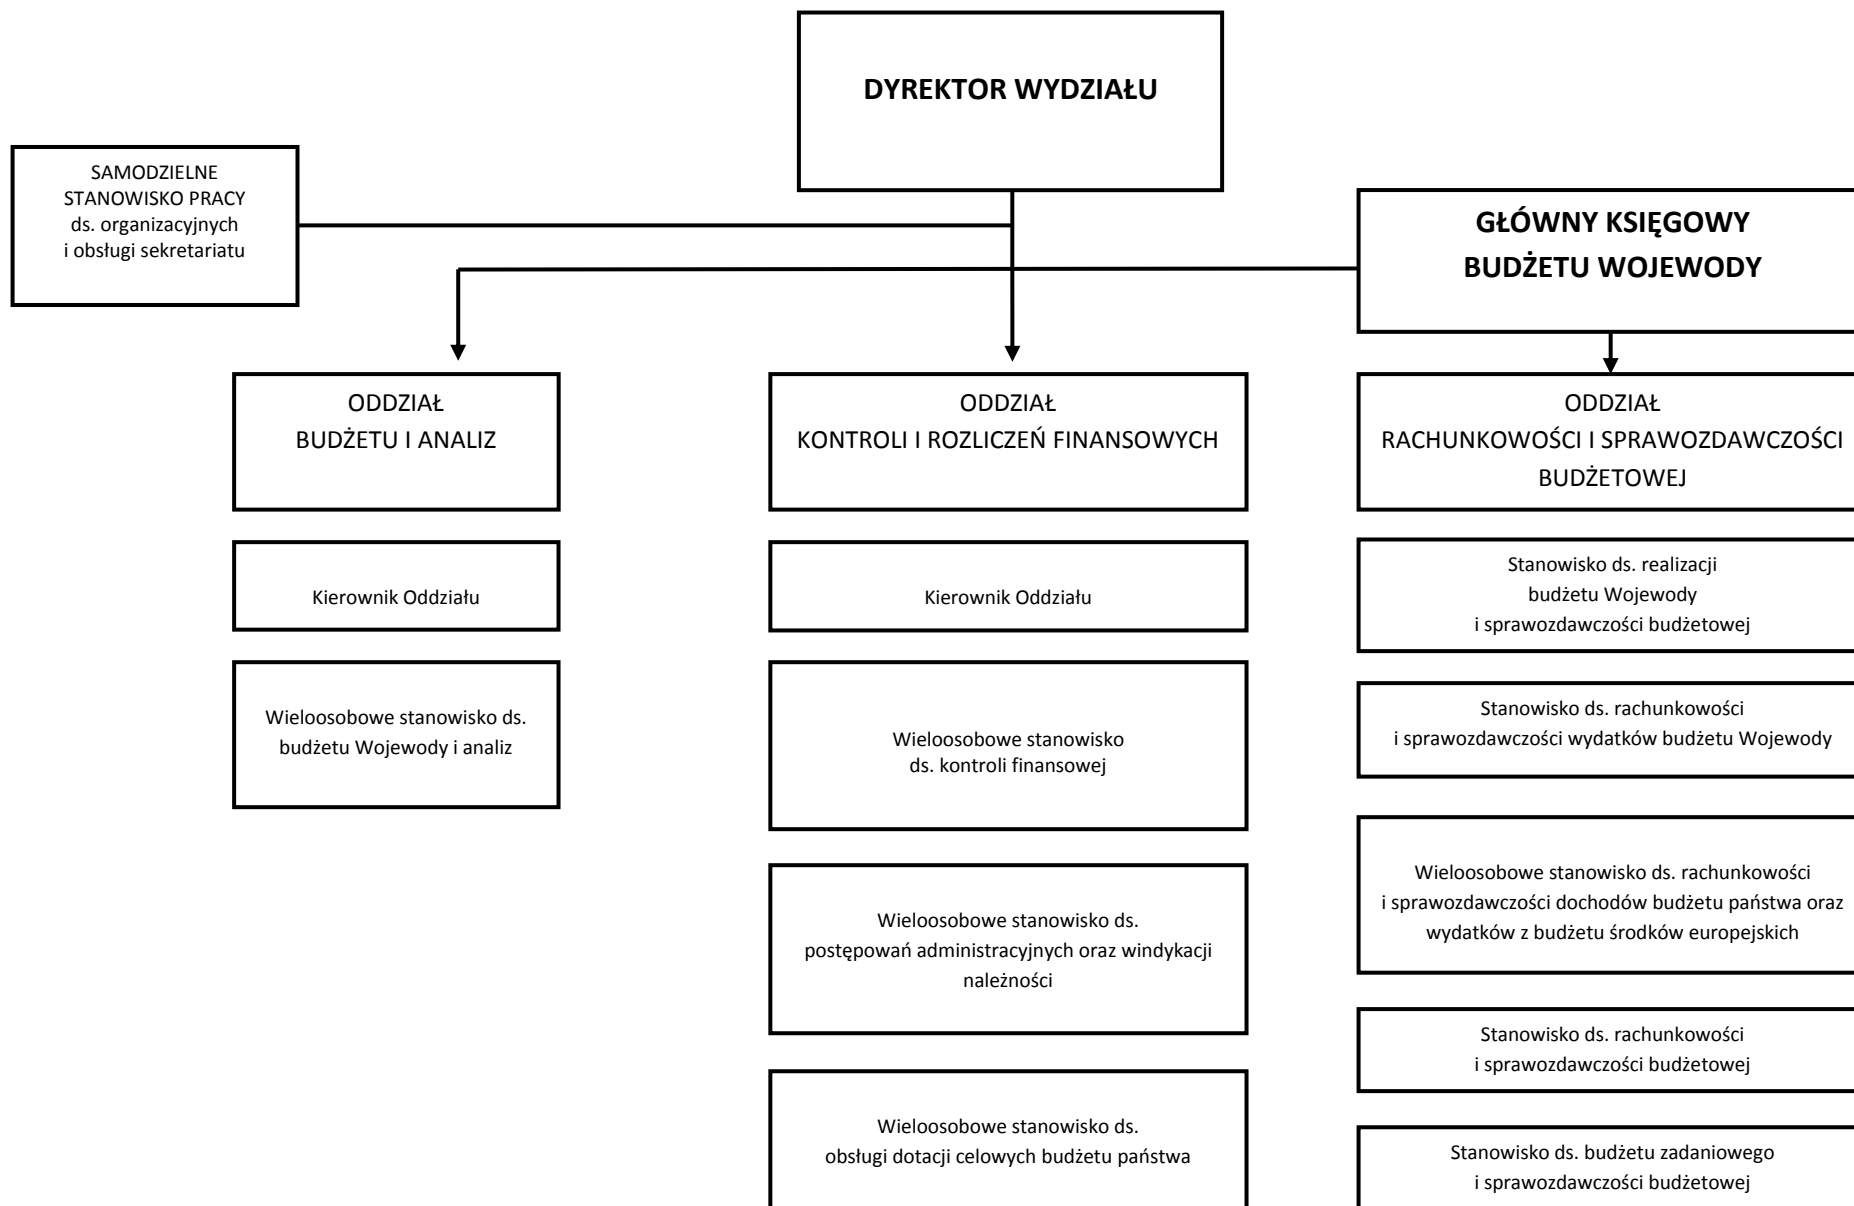 DYREKTOR WYDZIAŁU
SAMODZIELNE
STANOWISKO PRACY
ds. organizacyjnych
i obsługi sekretariatu
GŁÓWNY KSIĘGOWY
BUDŻETU WOJEWODY
ODDZIAŁ
BUDŻETU I ANALIZ
Kierownik Oddziału
Wieloosobowe stanowisko ds.
budżetu Wojewody i analiz
ODDZIAŁ
KONTROLI I ROZLICZEŃ FINANSOWYCH
Kierownik Oddziału
Wieloosobowe stanowisko
ds. kontroli finansowej
Wieloosobowe stanowisko ds.
postępowań administracyjnych oraz windykacji
należności
Wieloosobowe stanowisko ds.
obsługi dotacji celowych budżetu państwa
ODDZIAŁ
RACHUNKOWOŚCI I SPRAWOZDAWCZOŚCI
BUDŻETOWEJ
Stanowisko ds. realizacji
budżetu Wojewody
i sprawozdawczości budżetowej
Stanowisko ds. rachunkowości
i sprawozdawczości wydatków budżetu Wojewody
Wieloosobowe stanowisko ds. rachunkowości
i sprawozdawczości dochodów budżetu państwa oraz
wydatków z budżetu środków europejskich
Stanowisko ds. rachunkowości
i sprawozdawczości budżetowej
Stanowisko ds. budżetu zadaniowego
i sprawozdawczości budżetowej